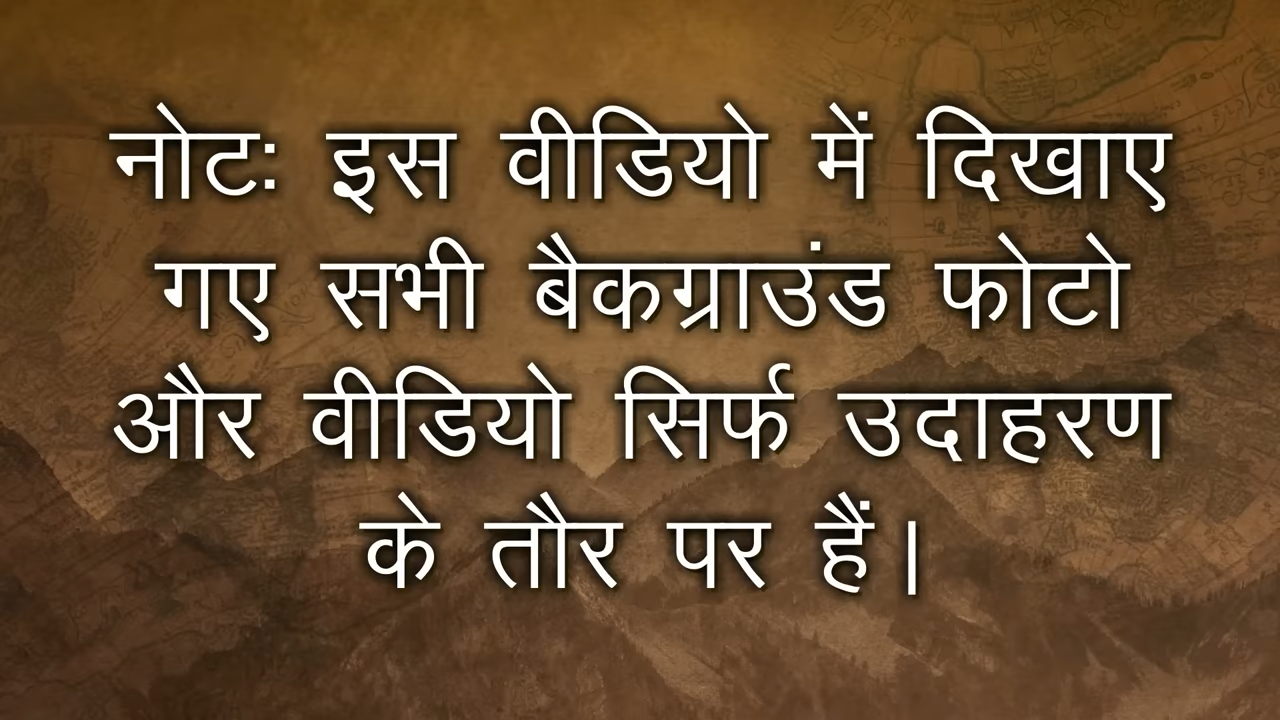 नोटः इस वीडियो में दिखाए
गए सभी बैकग्राउंड फोटो
और वीडियो सिर्फ उदाहरण
के तौर पर हैं।